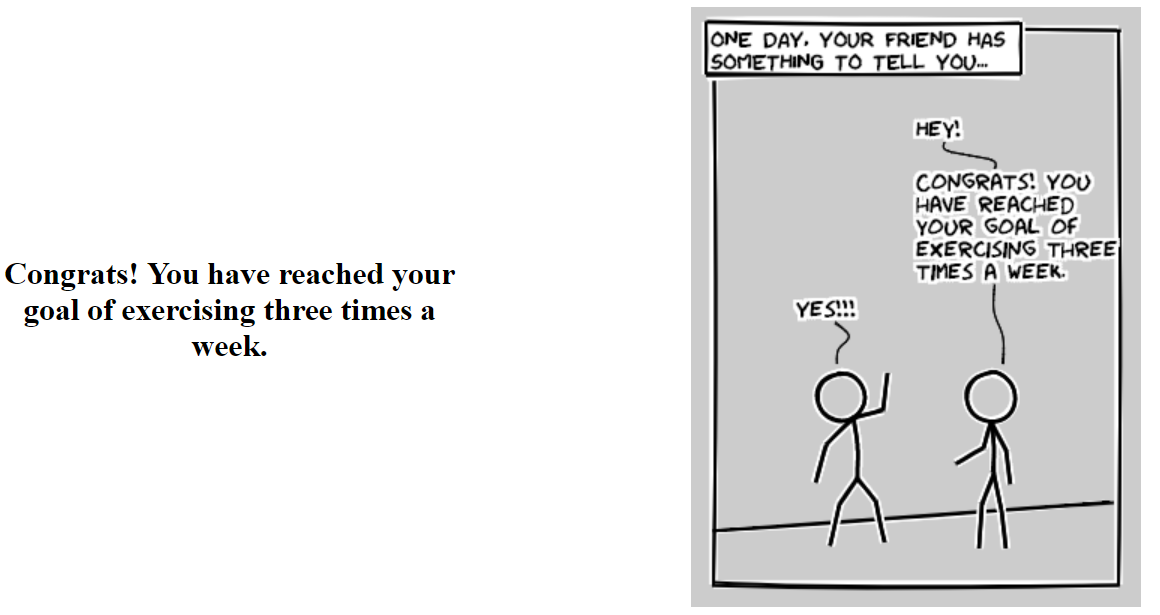 Congrats! You have reached your
goal of exercising three times a
week.
ONE DAY, YOUR FRIEND HAS
SOMETHING TO TELL YOU...
HEY!
CONGRATS! YOU
HAVE REACHED
YOUR GOAL OF
EXERCISING THREE
TIMES A WEEK.
YES!!!